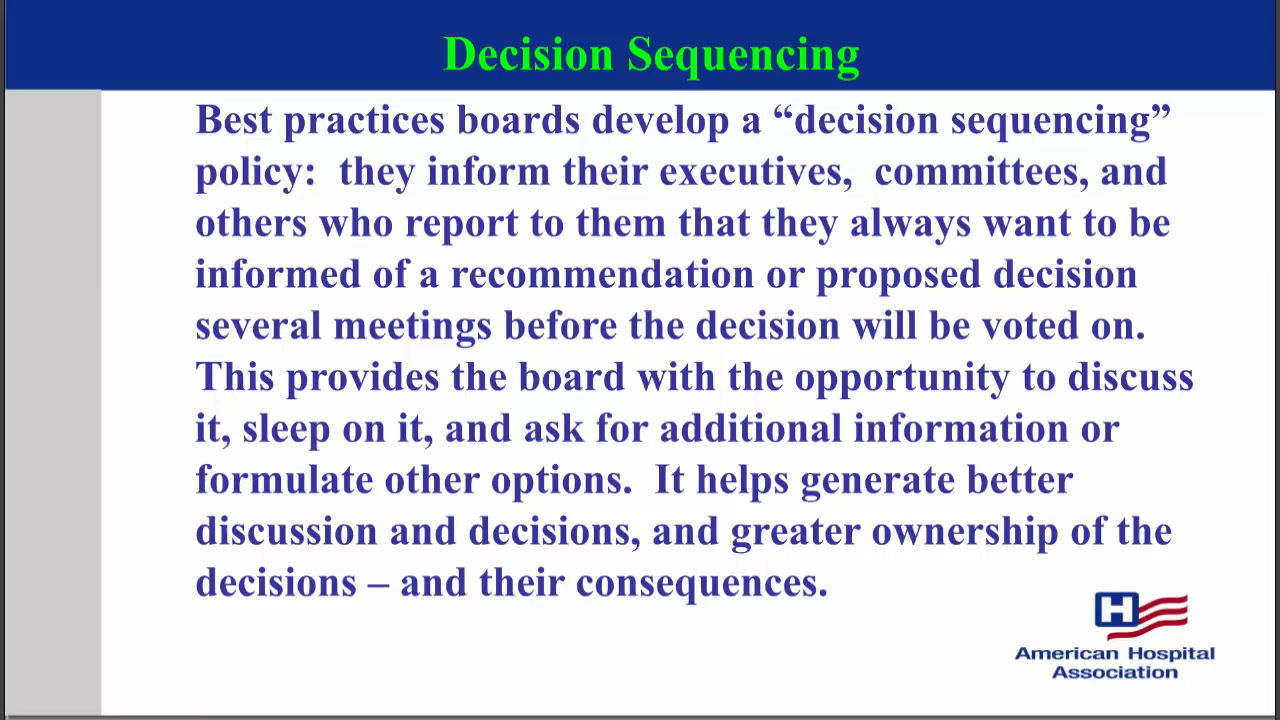 Decision Sequencing
Best practices boards develop a “decision sequencing”
policy:  they inform their executives,  committees, and
others who report to them that they always want to be
informed of a recommendation or proposed decision
several meetings before the decision will be voted on.
This provides the board with the opportunity to discuss
it, sleep on it, and ask for additional information or
formulate other options.  It helps generate better
discussion and decisions, and greater ownership of the
decisions – and their consequences.
H
American Hospital
Association